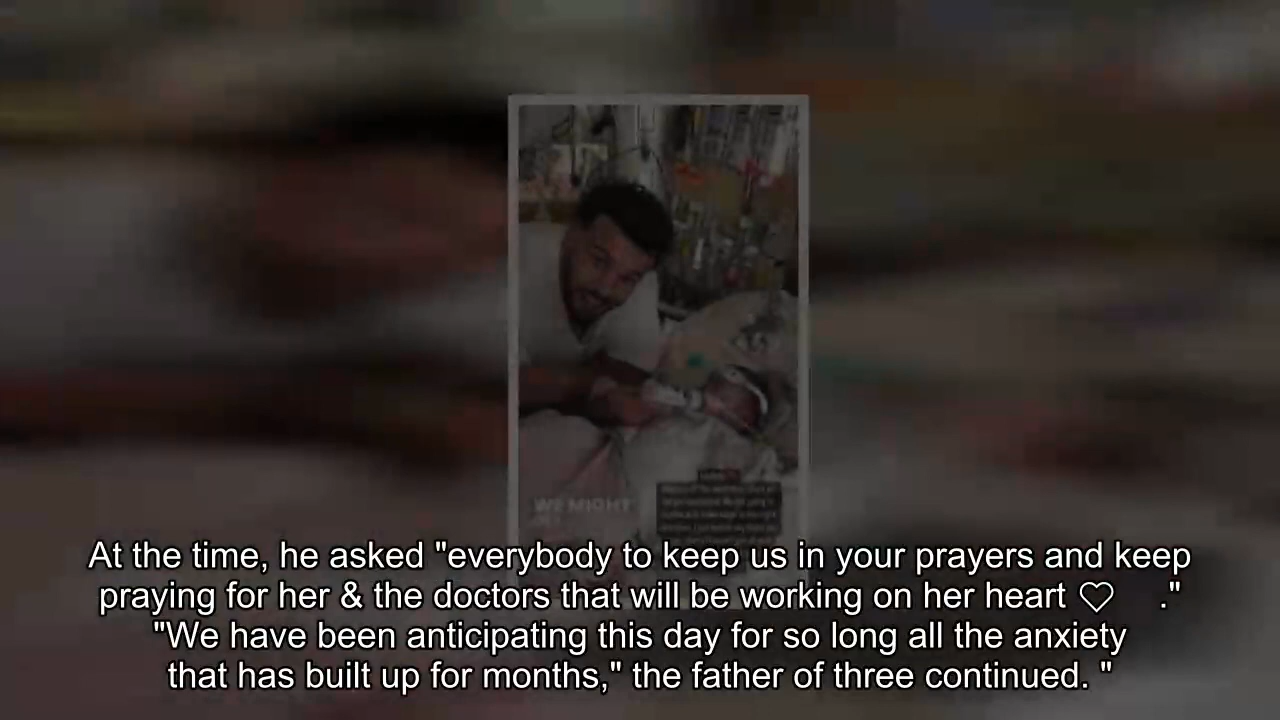 WE MIGHT
At the time, he asked "everybody to keep us in your prayers and keep
praying for her & the doctors that will be working on her heart ♡ ."
"We have been anticipating this day for so long all the anxiety
that has built up for months," the father of three continued. "